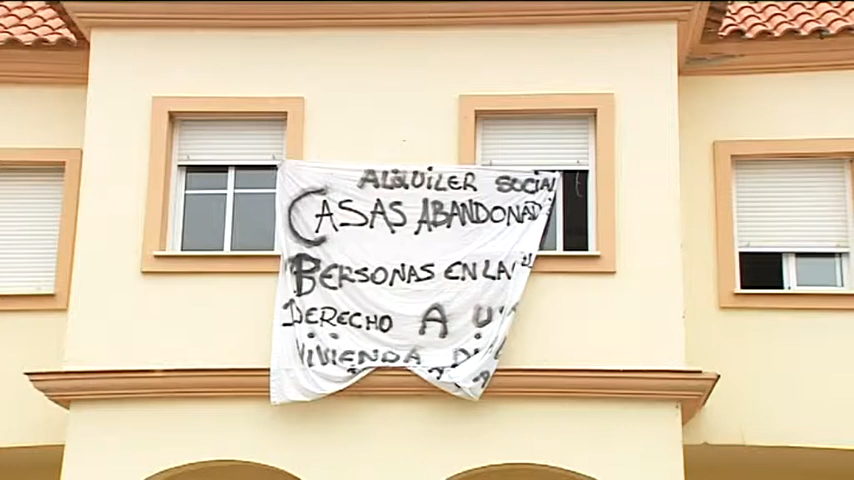 ALQUILER SOCIAL
CASAS ABANDONAD
PERSONAS EN LA
DERECHO A
VIVIENDA